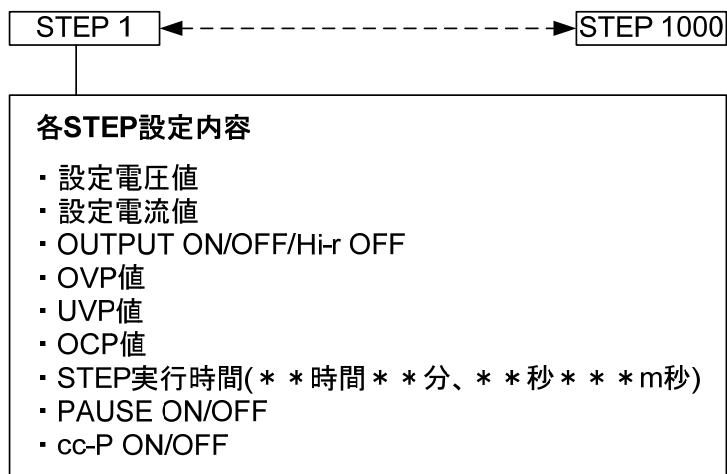 STEP 1
STEP 1000
各STEP設定内容
・設定電圧値
・設定電流値
・OUTPUT ON/OFF/Hi-r OFF
・OVP値
・UVP値
・OCP値
・STEP実行時間(＊＊時間＊＊分、＊＊秒＊＊＊m秒)
・PAUSE ON/OFF
・cc-P ON/OFF